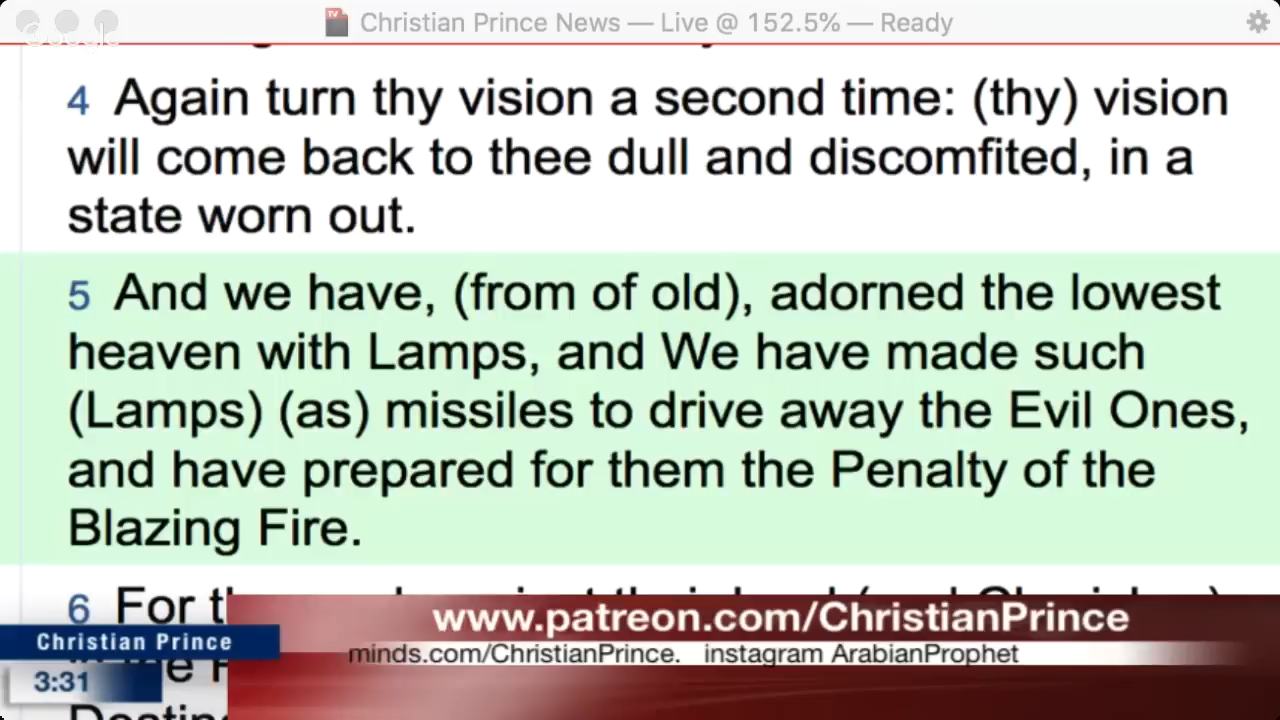 Christian Prince News — Live @ 152.5% — Ready
Google
4 Again turn thy vision a second time: (thy) vision
will come back to thee dull and discomfited, in a
state worn out.
5 And we have, (from of old), adorned the lowest
heaven with Lamps, and We have made such
(Lamps) (as) missiles to drive away the Evil Ones,
and have prepared for them the Penalty of the
Blazing Fire.
6 For
www.patreon.com/ChristianPrince
Christian Prince
minds.com/ChristianPrince. instagram ArabianProphet
3:31